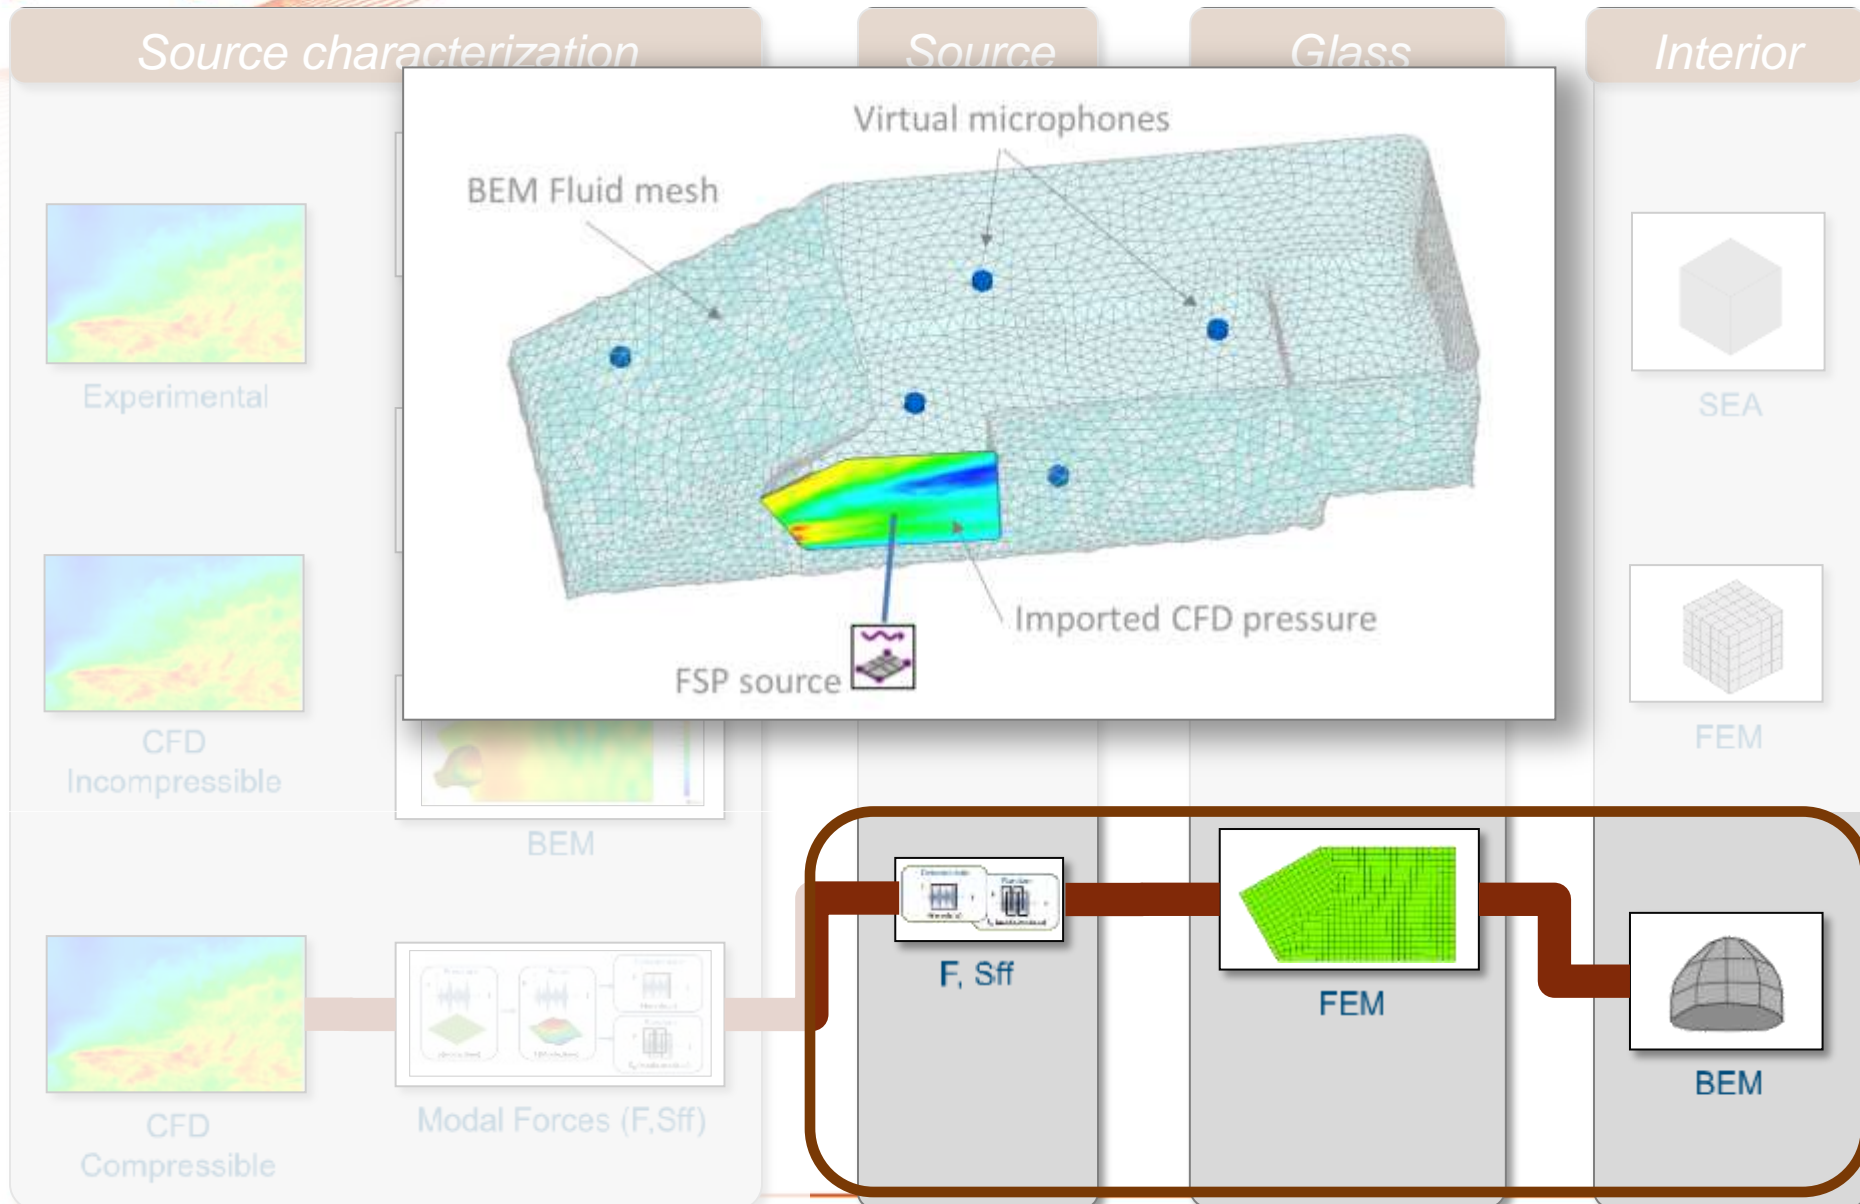 Source characterization
Source
Glass
Interior
Virtual microphones
BEM Fluid mesh
Imported CFD pressure
FSP source
Experimental
CFD
Incompressible
BEM
CFD
Compressible
Modal Forces (F,Sff)
F, Sff
FEM
SEA
FEM
BEM